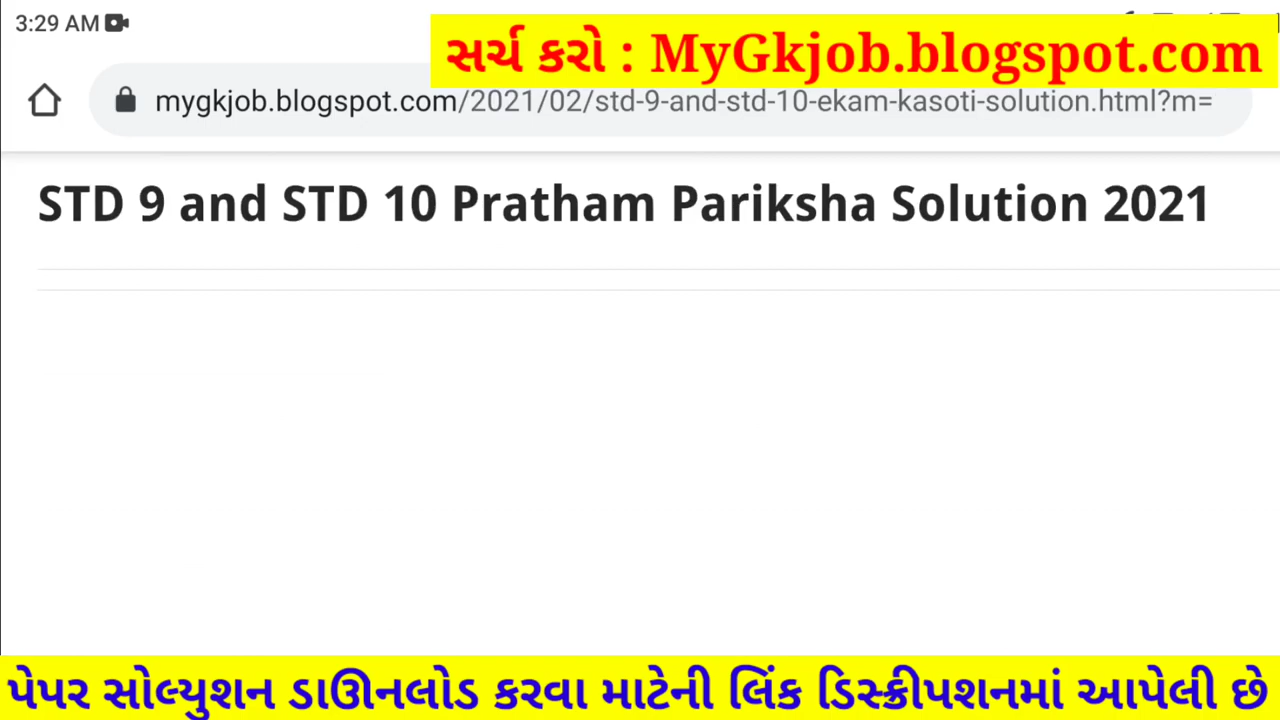 3:29 AM
સર્ચ કરો : MyGkjob.blogspot.com
mygkjob.blogspot.com/2021/02/std-9-and-std-10-ekam-kasoti-solution.html?m=
STD 9 and STD 10 Pratham Pariksha Solution 2021
પેપર સોલ્યુશન ડાઊનલોડ કરવા માટેની લિંક ડિસ્ક્રીપશનમાં આપેલી છે